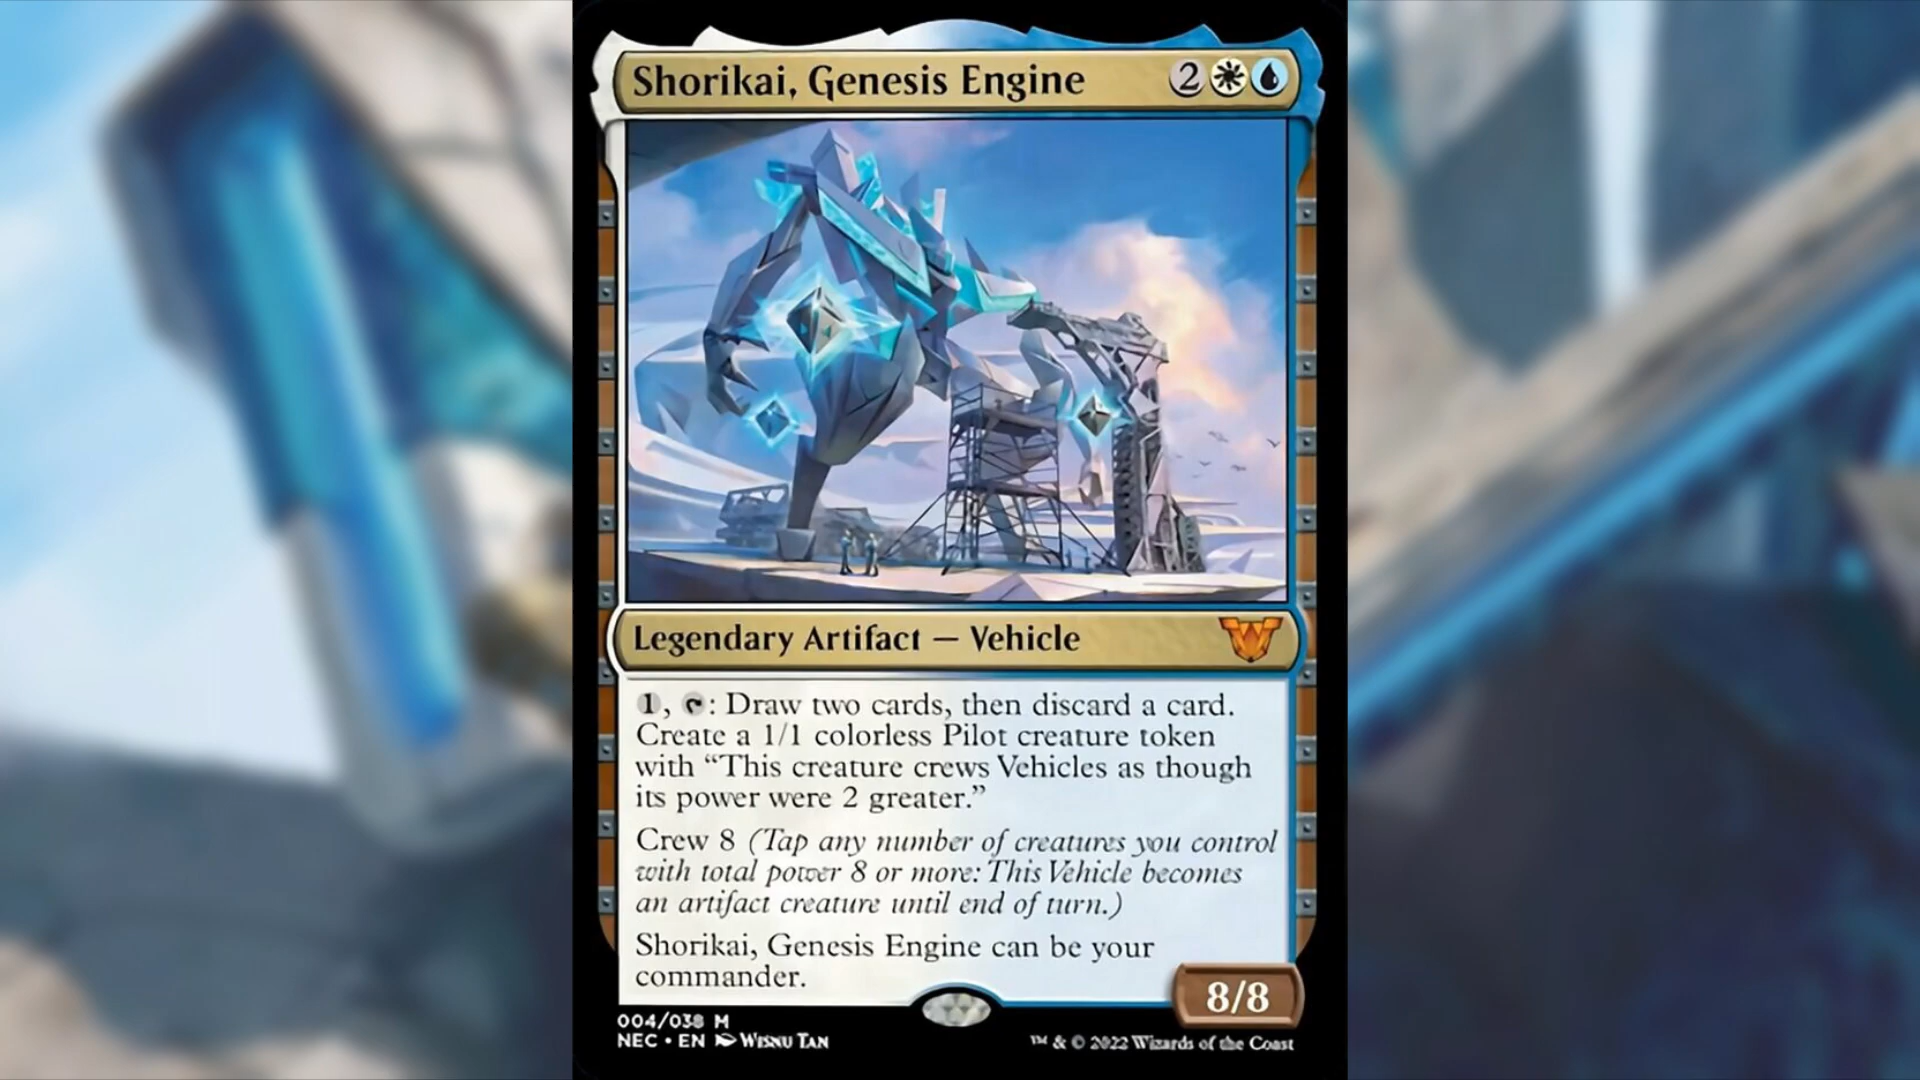 Shorikai, Genesis Engine 2
Legendary Artifact — Vehicle
1, : Draw two cards, then discard a card.
Create a 1/1 colorless Pilot creature token
with “This creature crews Vehicles as though
its power were 2 greater.”
Crew 8 (Tap any number of creatures you control
with total power 8 or more: This Vehicle becomes
an artifact creature until end of turn.)
Shorikai, Genesis Engine can be your
commander.
8/8
004/038 M
NEC • EN Wisnu Tan
™ & © 2022 Wizards of the Coast